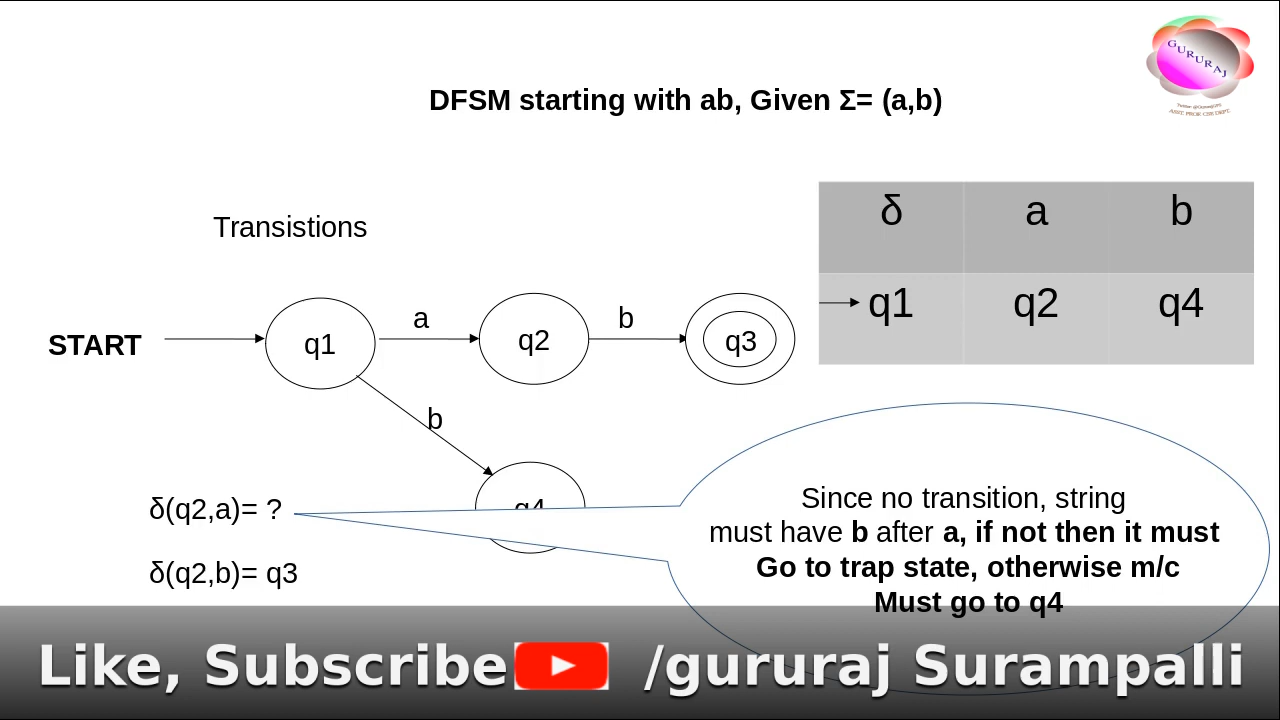 GURURAJ
DFSM starting with ab, Given Σ= (a,b)
Transistions
δ a b
q1 q2 q4
START
q1
a
q2
b
q3
b
q4
δ(q2,a)= ?
δ(q2,b)= q3
Since no transition, string
must have b after a, if not then it must
Go to trap state, otherwise m/c
Must go to q4
Like, Subscribe /gururaj Surampalli